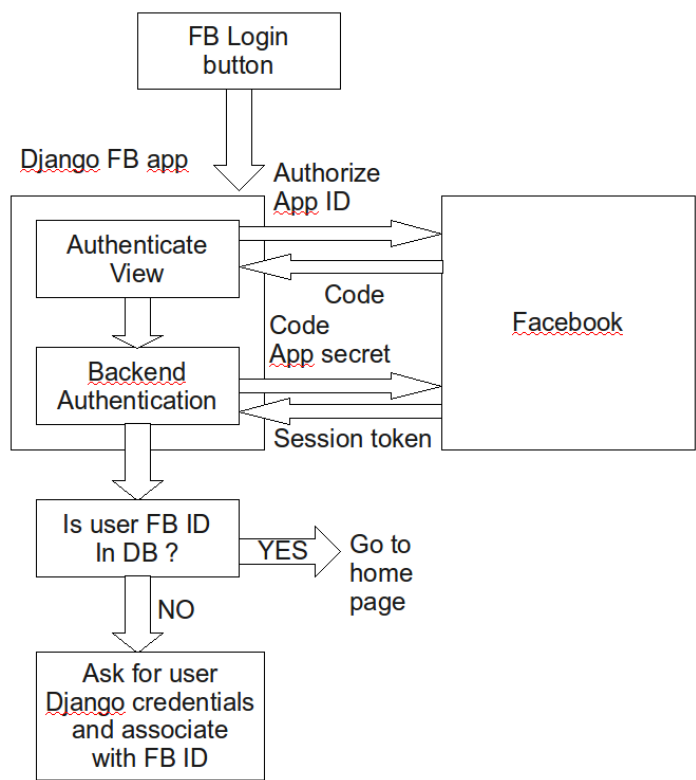 FB Login
button
Django FB app
Authorize
App ID
Authenticate
View
Code
Code
App secret
Facebook
Backend
Authentication
Session token
Is user FB ID
In DB ?
YES
Go to
home
page
NO
Ask for user
Django credentials
and associate
with FB ID